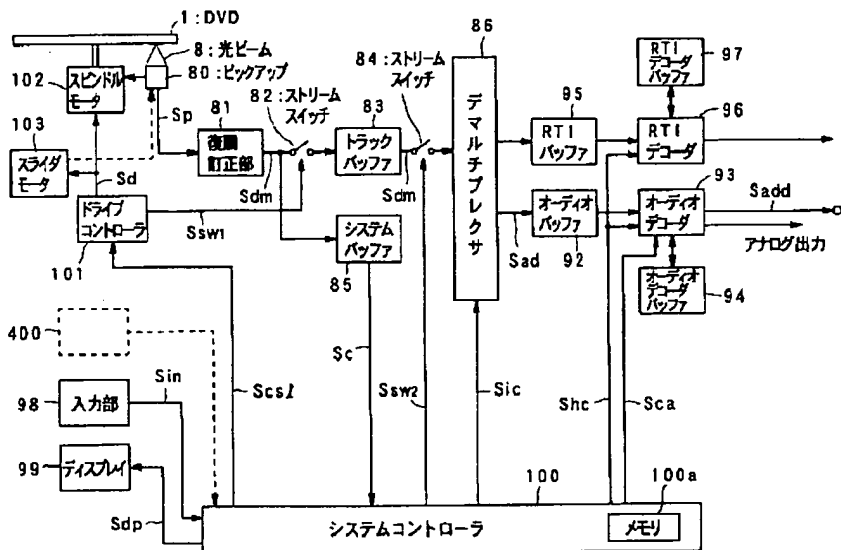 1:DVD
8:光ビーム
80:ピックアップ
102
スピンドル
モータ
103
スライダ
モータ
Sp
Sd
81
復調
訂正部
82:ストリーム
スイッチ
83
トラック
バッファ
84:ストリーム
スイッチ
Sdm
Sdm
86
デマルチプレクサ
95
RTI
バッファ
97
RTI
デコーダ
バッファ
96
RTI
デコーダ
93
オーディオ
デコーダ
Sadd
アナログ出力
オーディオ
バッファ
92
Sad
オーディオ
デコーダ
バッファ
94
ドライブ
コントローラ
101
Ssw1
システム
バッファ
85
400
98
入力部
Sin
99
ディスプレイ
Sdp
Scsl
Sc
Ssw2
Sic
Shc
Sca
100
システムコントローラ
100a
メモリ